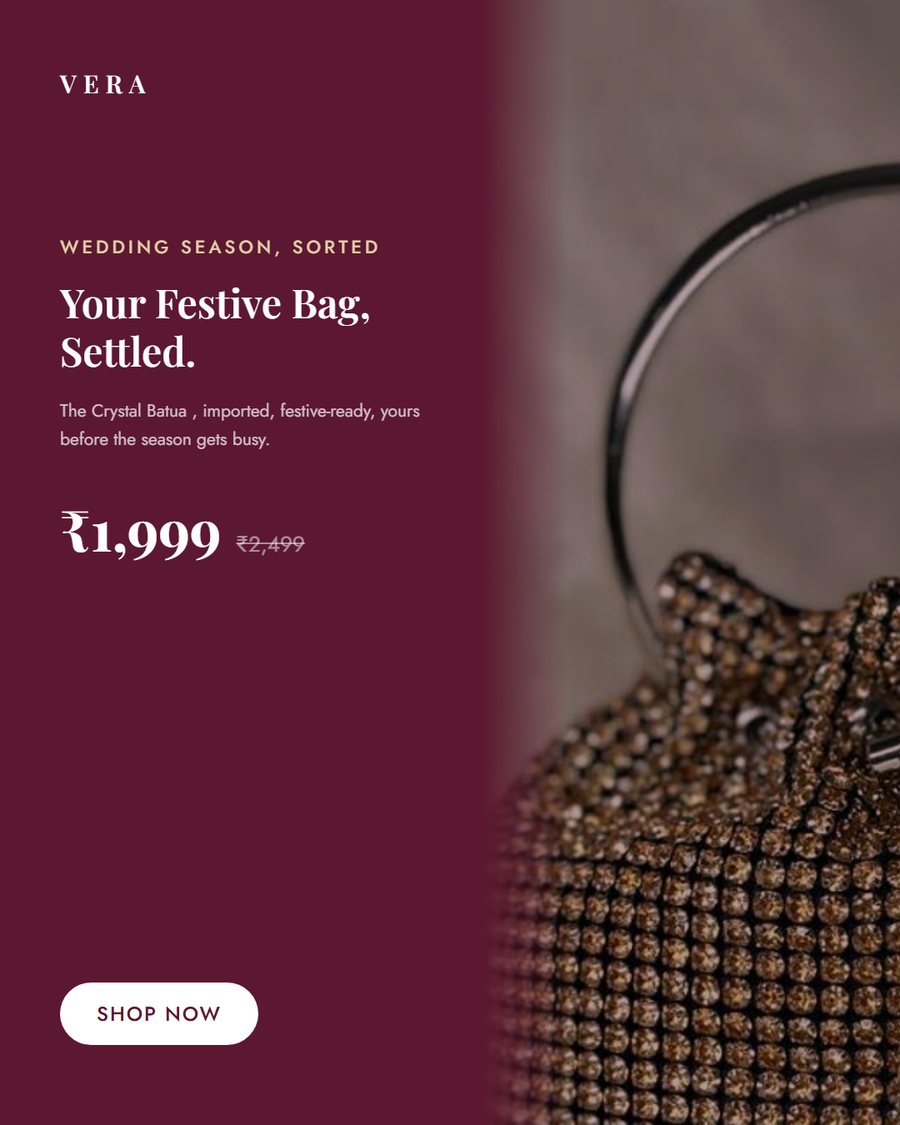 VERA
WEDDING SEASON, SORTED
Your Festive Bag,
Settled.
The Crystal Batua , imported, festive-ready, yours
before the season gets busy.
₹1,999 ₹2,499
SHOP NOW